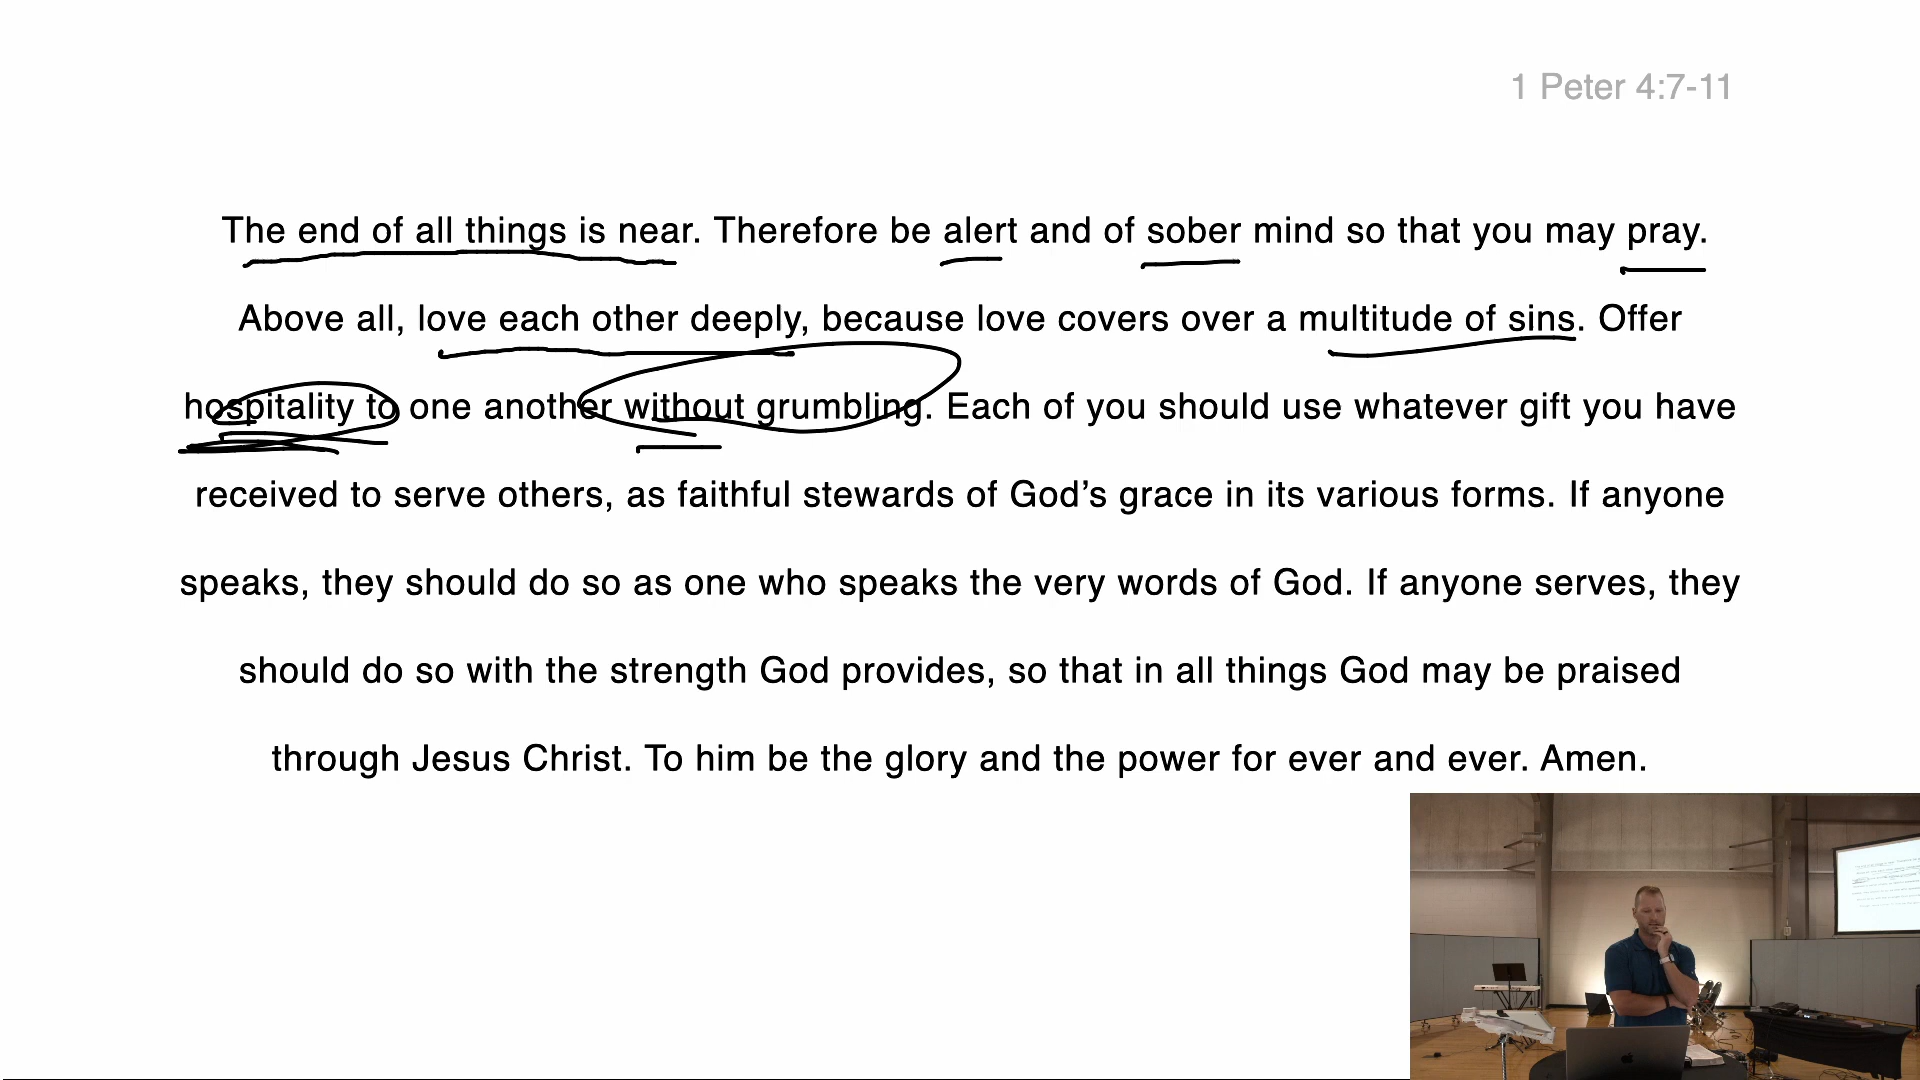 1 Peter 4:7-11
The end of all things is near. Therefore be alert and of sober mind so that you may pray.
Above all, love each other deeply, because love covers over a multitude of sins. Offer
hospitality to one another without grumbling. Each of you should use whatever gift you have
received to serve others, as faithful stewards of God’s grace in its various forms. If anyone
speaks, they should do so as one who speaks the very words of God. If anyone serves, they
should do so with the strength God provides, so that in all things God may be praised
through Jesus Christ. To him be the glory and the power for ever and ever. Amen.